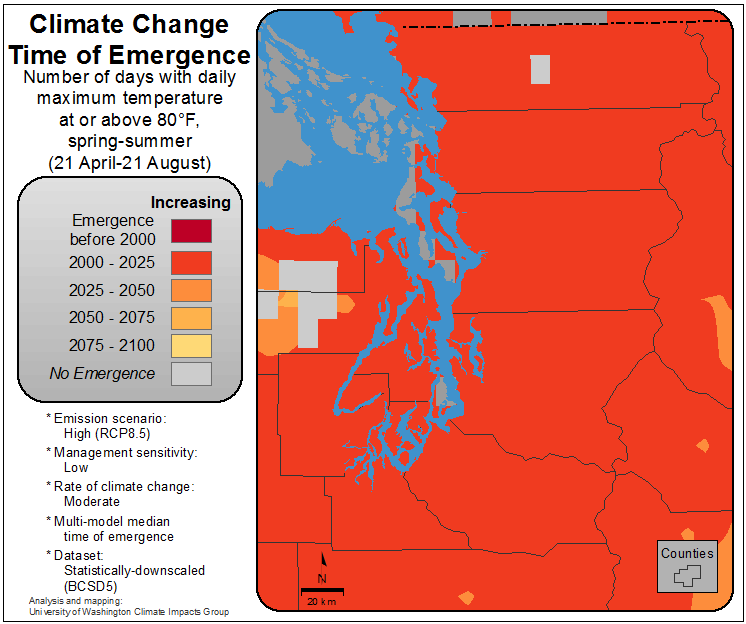 Climate Change
Time of Emergence
Number of days with daily
maximum temperature
at or above 80°F,
spring-summer
(21 April-21 August)
Increasing
Emergence
before 2000
2000 - 2025
2025 - 2050
2050 - 2075
2075 - 2100
No Emergence
* Emission scenario:
High (RCP8.5)
* Management sensitivity:
Low
* Rate of climate change:
Moderate
* Multi-model median
time of emergence
* Dataset:
Statistically-downscaled
(BCSD5)
Analysis and mapping:
University of Washington Climate Impacts Group
N
20 km
Counties